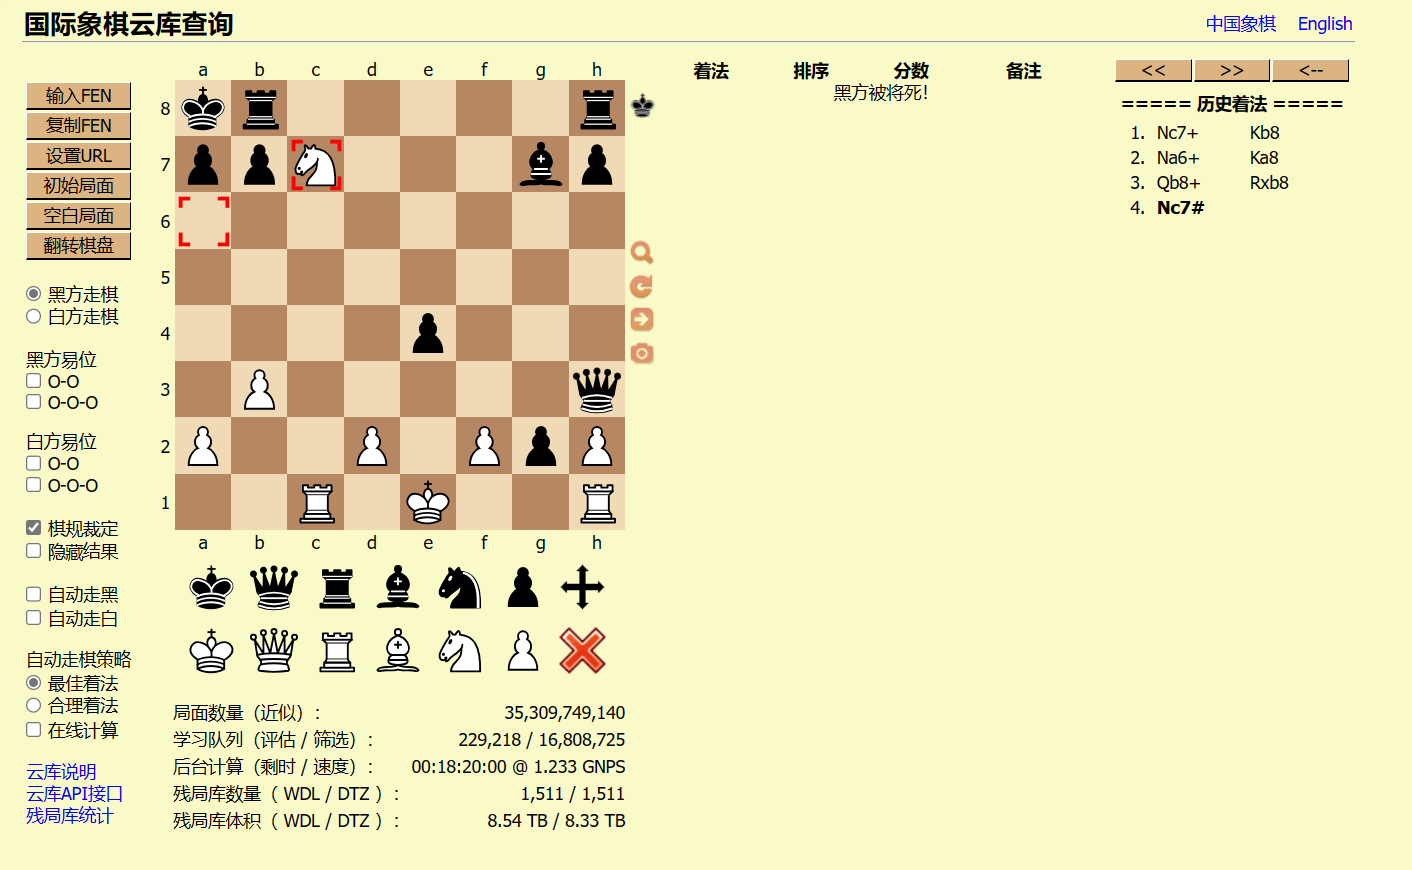 国际象棋云库查询
中国象棋 English
输入FEN
复制FEN
设置URL
初始局面
空白局面
翻转棋盘
黑方走棋
白方走棋
黑方易位
O-O
O-O-O
白方易位
O-O
O-O-O
棋规裁定
隐藏结果
自动走黑
自动走白
自动走棋策略
最佳着法
合理着法
在线计算
云库说明
云库API接口
残局库统计
a b c d e f g h
8
7
6
5
4
3
2
1
a b c d e f g h
局面数量（近似）: 35,309,749,140
学习队列（评估 / 筛选）: 229,218 / 16,808,725
后台计算（剩时 / 速度）: 00:18:20:00 @ 1.233 GNPS
残局库数量（ WDL / DTZ ）: 1,511 / 1,511
残局库体积（ WDL / DTZ ）: 8.54 TB / 8.33 TB
着法 排序 分数 备注
黑方被将死!
<< >> <--
===== 历史着法 =====
1. Nc7+ Kb8
2. Na6+ Ka8
3. Qb8+ Rxb8
4. Nc7#